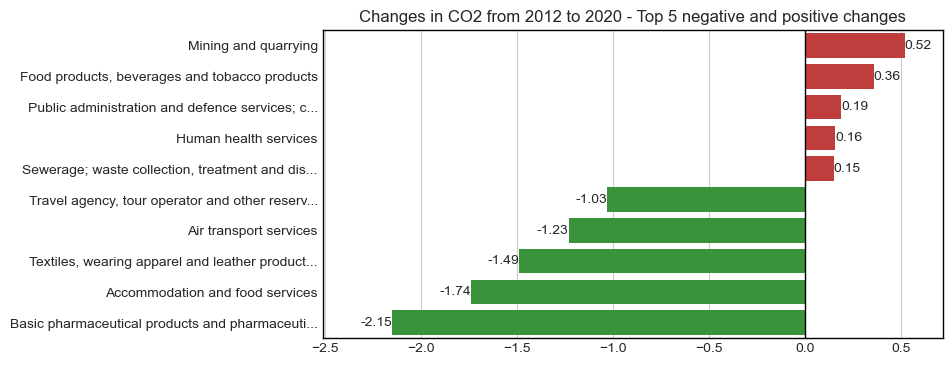 Changes in CO2 from 2012 to 2020 - Top 5 negative and positive changes
Mining and quarrying 0.52
Food products, beverages and tobacco products 0.36
Public administration and defence services; c... 0.19
Human health services 0.16
Sewerage; waste collection, treatment and dis... 0.15
Travel agency, tour operator and other reserv... -1.03
Air transport services -1.23
Textiles, wearing apparel and leather product... -1.49
Accommodation and food services -1.74
Basic pharmaceutical products and pharmaceuti... -2.15
−2.5 −2.0 −1.5 −1.0 −0.5 0.0 0.5